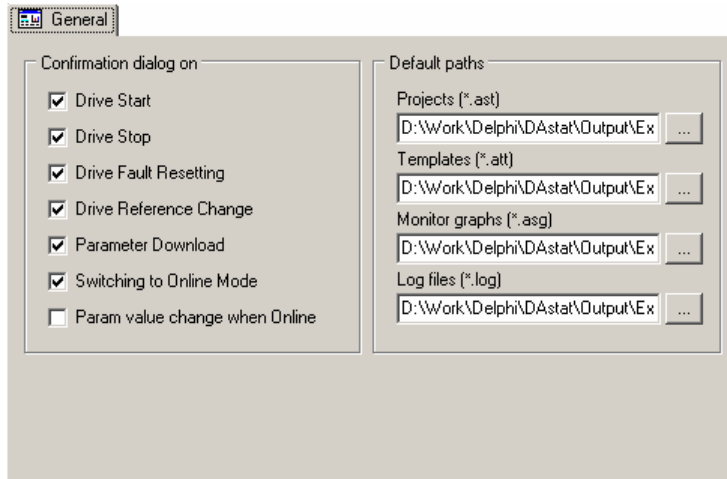 General
Confirmation dialog on
Drive Start
Drive Stop
Drive Fault Resetting
Drive Reference Change
Parameter Download
Switching to Online Mode
Param value change when Online
Default paths
Projects (*.ast)
D:\Work\Delphi\DAstat\Output\Ex ...
Templates (*.att)
D:\Work\Delphi\DAstat\Output\Ex ...
Monitor graphs (*.asg)
D:\Work\Delphi\DAstat\Output\Ex ...
Log files (*.log)
D:\Work\Delphi\DAstat\Output\Ex ...